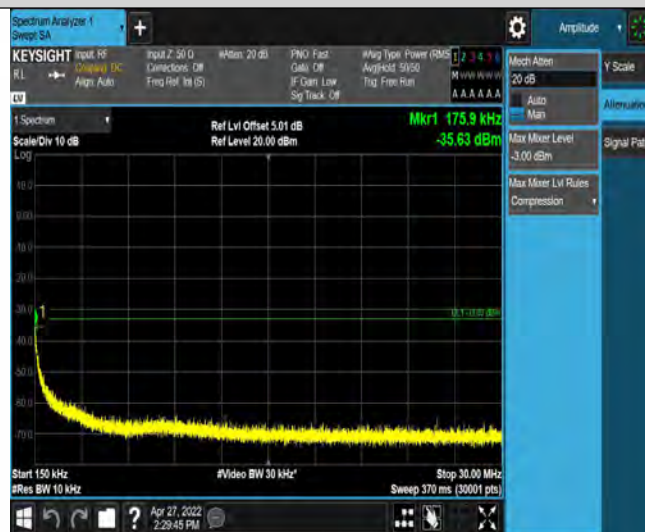 Spectrum Analyzer 1
Swept SA
Amplitude
KEYSIGHT
Input: RF
Coupling: DC
Align: Auto
Input Z: 50 Ω
Corrections: Off
Freq Ref: Int (S)
#Atten: 20 dB
PNO: Fast
Gate: Off
IF Gain: Low
Sig Track: Off
#Avg Type: Power (RMS
Avg|Hold: 50/50
Trig: Free Run
1 2 3 4 5 6
M W W W W W
A A A A A A
RL
LV
Mech Atten
20 dB
Auto
Man
Max Mixer Level
-3.00 dBm
Max Mixer Lvl Rules
Compression
Y Scale
Attenuation
Signal Pat
1 Spectrum
Scale/Div 10 dB
Log
Ref Lvl Offset 5.01 dB
Ref Level 20.00 dBm
Mkr1 175.9 kHz
-35.63 dBm
10.0
0.00
-10.0
-20.0
-30.0
1
-40.0
-50.0
-60.0
-70.0
Start 150 kHz
#Res BW 10 kHz
#Video BW 30 kHz*
Stop 30.00 MHz
Sweep 370 ms (30001 pts)
?
Apr 27, 2022
2:29:45 PM